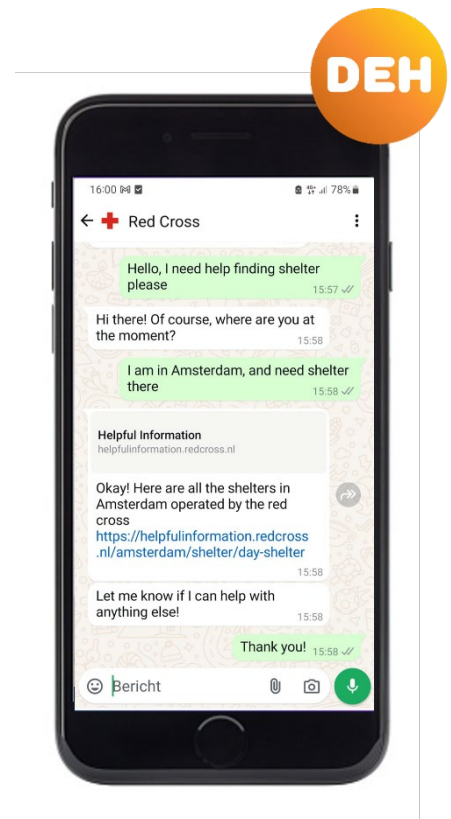 DEH
16:00
78%
Red Cross
Hello, I need help finding shelter
please
15:57
Hi there! Of course, where are you at
the moment?
15:58
I am in Amsterdam, and need shelter
there
15:58
Helpful Information
helpfulinformation.redcross.nl
Okay! Here are all the shelters in
Amsterdam operated by the red
cross
https://helpfulinformation.redcross
.nl/amsterdam/shelter/day-shelter
15:58
Let me know if I can help with
anything else!
15:58
Thank you! 15:58
Bericht